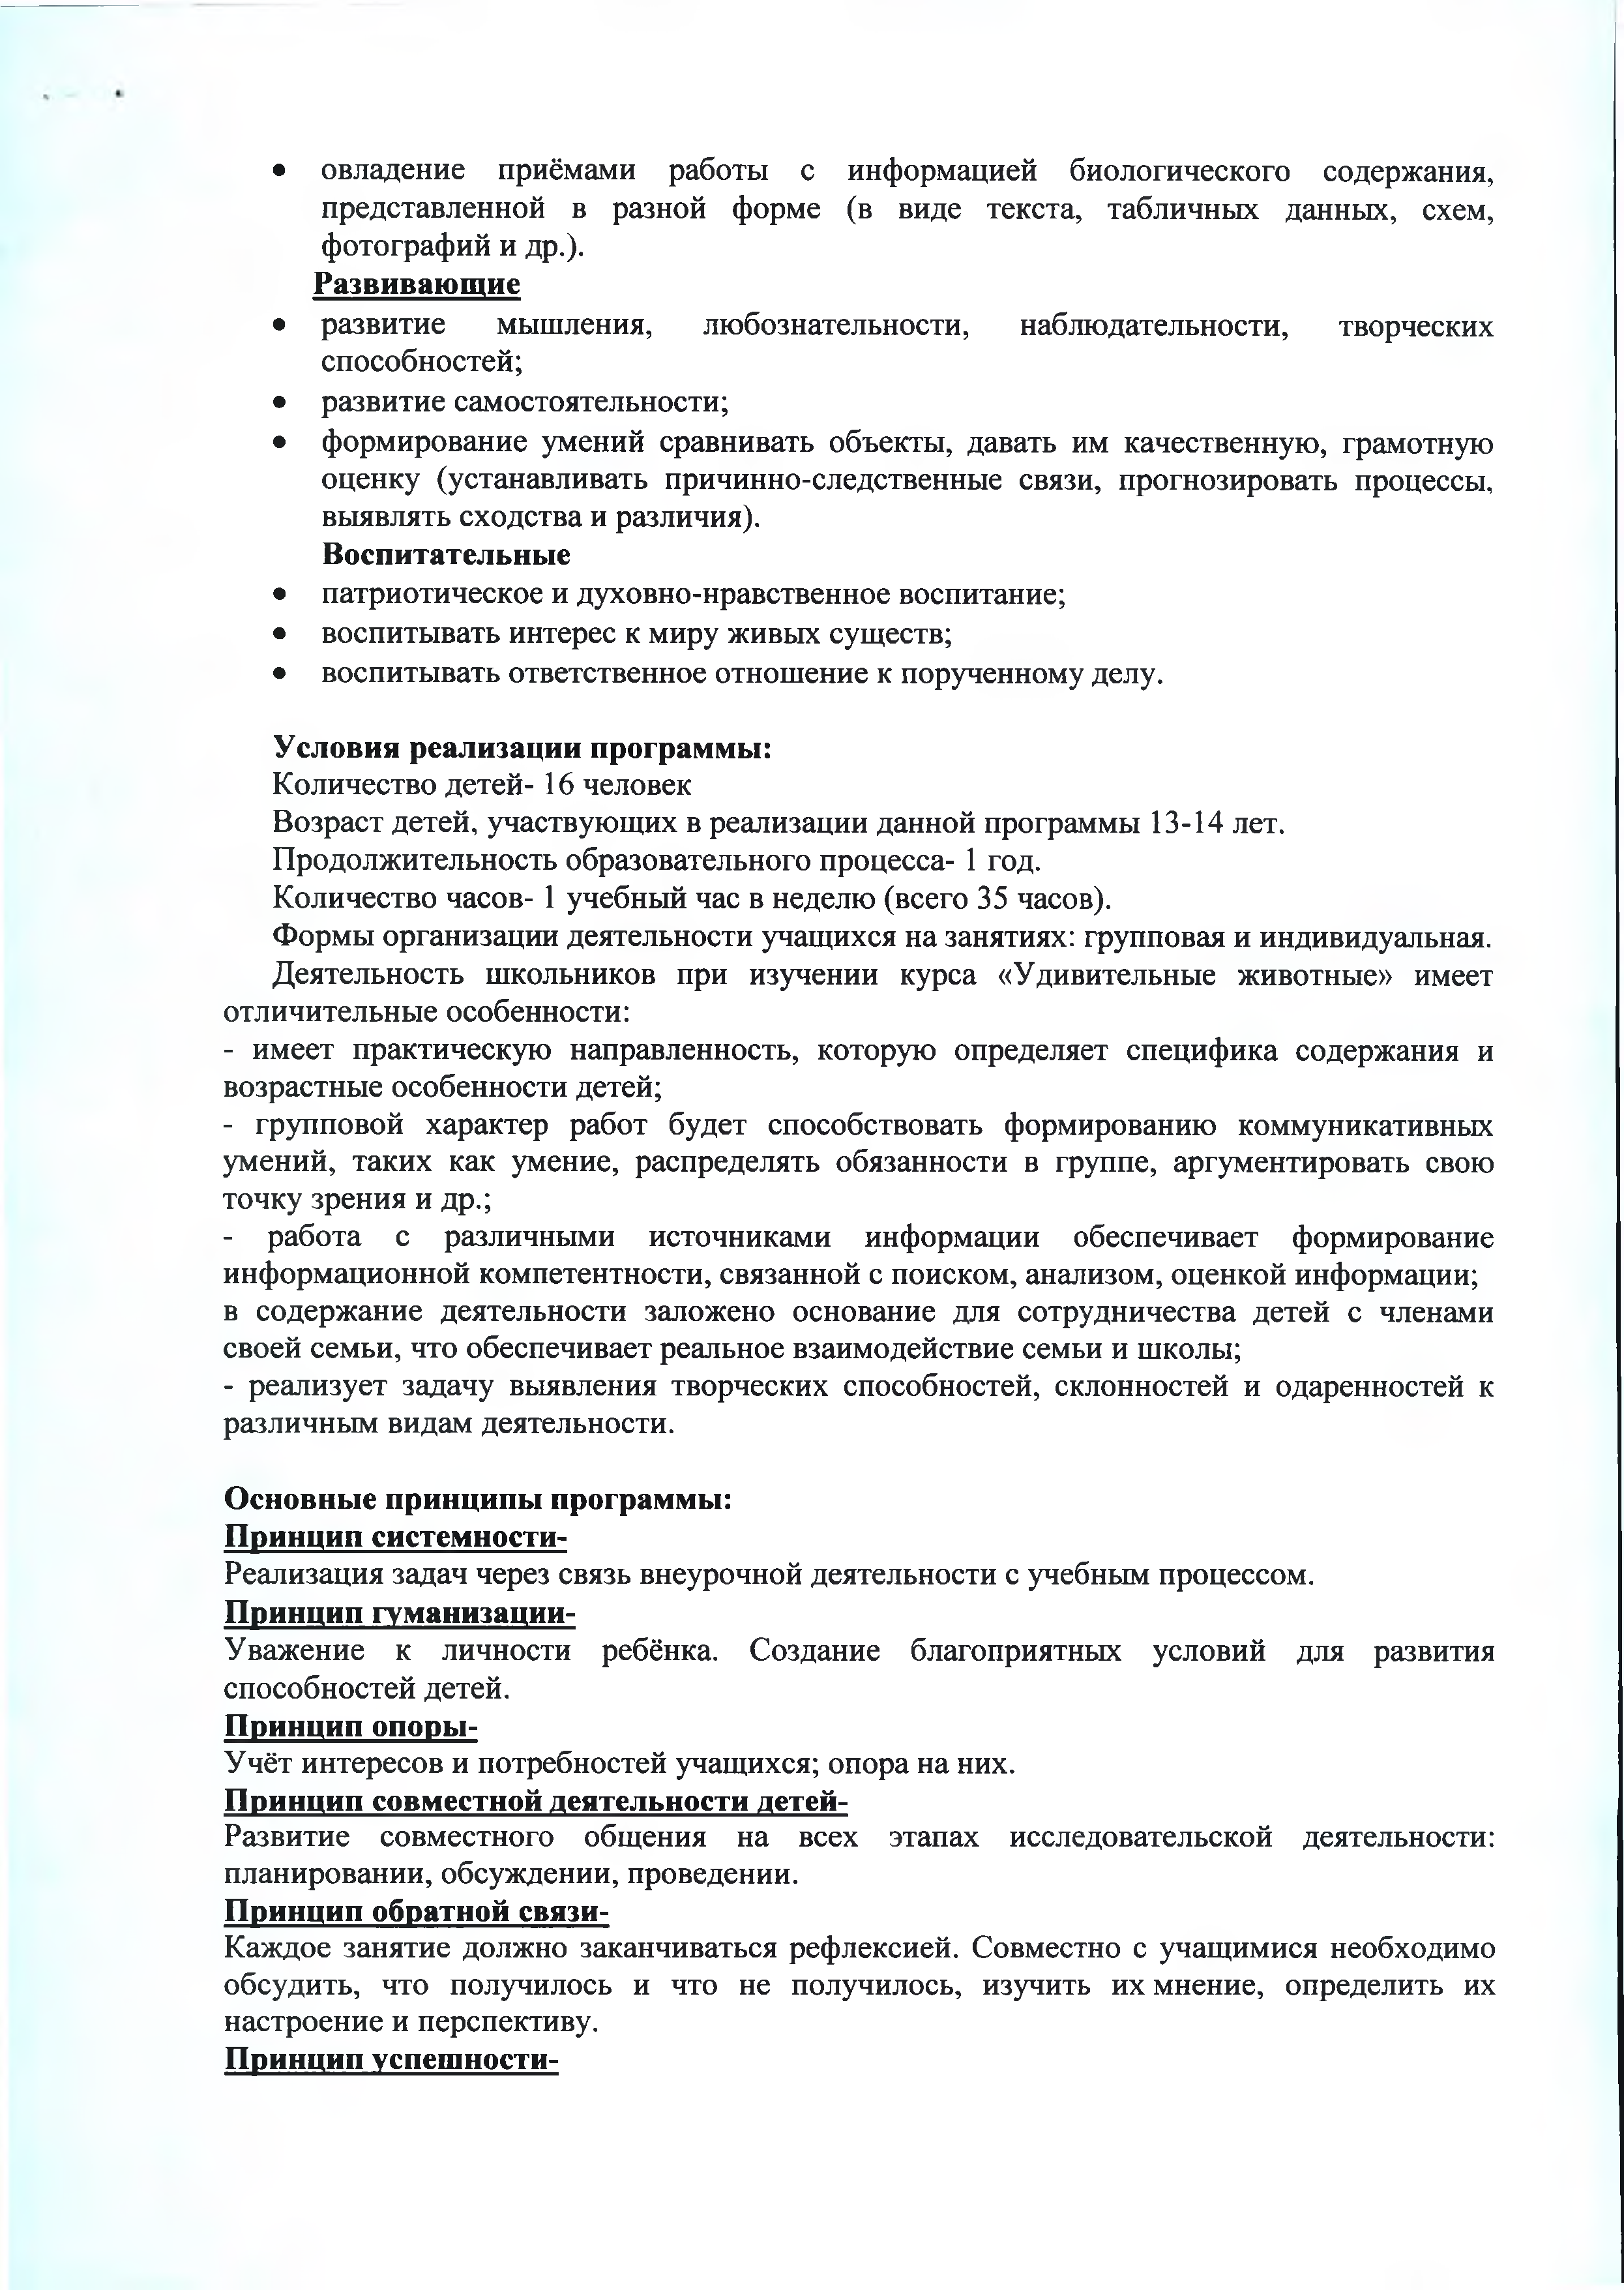 • овладение приёмами работы с информацией биологического содержания,
представленной в разной форме (в виде текста, табличных данных, схем,
фотографий и др.).
Развивающие
• развитие мышления, любознательности, наблюдательности, творческих
способностей;
• развитие самостоятельности;
• формирование умений сравнивать объекты, давать им качественную, грамотную
оценку (устанавливать причинно-следственные связи, прогнозировать процессы,
выявлять сходства и различия).
Воспитательные
• патриотическое и духовно-нравственное воспитание;
• воспитывать интерес к миру живых существ;
• воспитывать ответственное отношение к порученному делу.
Условия реализации программы:
Количество детей- 16 человек
Возраст детей, участвующих в реализации данной программы 13-14 лет.
Продолжительность образовательного процесса- 1 год.
Количество часов- 1 учебный час в неделю (всего 35 часов).
Формы организации деятельности учащихся на занятиях: групповая и индивидуальная.
Деятельность школьников при изучении курса «Удивительные животные» имеет
отличительные особенности:
- имеет практическую направленность, которую определяет специфика содержания и
возрастные особенности детей;
- групповой характер работ будет способствовать формированию коммуникативных
умений, таких как умение, распределять обязанности в группе, аргументировать свою
точку зрения и др.;
- работа с различными источниками информации обеспечивает формирование
информационной компетентности, связанной с поиском, анализом, оценкой информации;
в содержание деятельности заложено основание для сотрудничества детей с членами
своей семьи, что обеспечивает реальное взаимодействие семьи и школы;
- реализует задачу выявления творческих способностей, склонностей и одаренностей к
различным видам деятельности.
Основные принципы программы:
Принцип системности-
Реализация задач через связь внеурочной деятельности с учебным процессом.
Принцип гуманизации-
Уважение к личности ребёнка. Создание благоприятных условий для развития
способностей детей.
Принцип опоры-
Учёт интересов и потребностей учащихся; опора на них.
Принцип совместной деятельности детей-
Развитие совместного общения на всех этапах исследовательской деятельности:
планировании, обсуждении, проведении.
Принцип обратной связи-
Каждое занятие должно заканчиваться рефлексией. Совместно с учащимися необходимо
обсудить, что получилось и что не получилось, изучить их мнение, определить их
настроение и перспективу.
Принцип успешности-